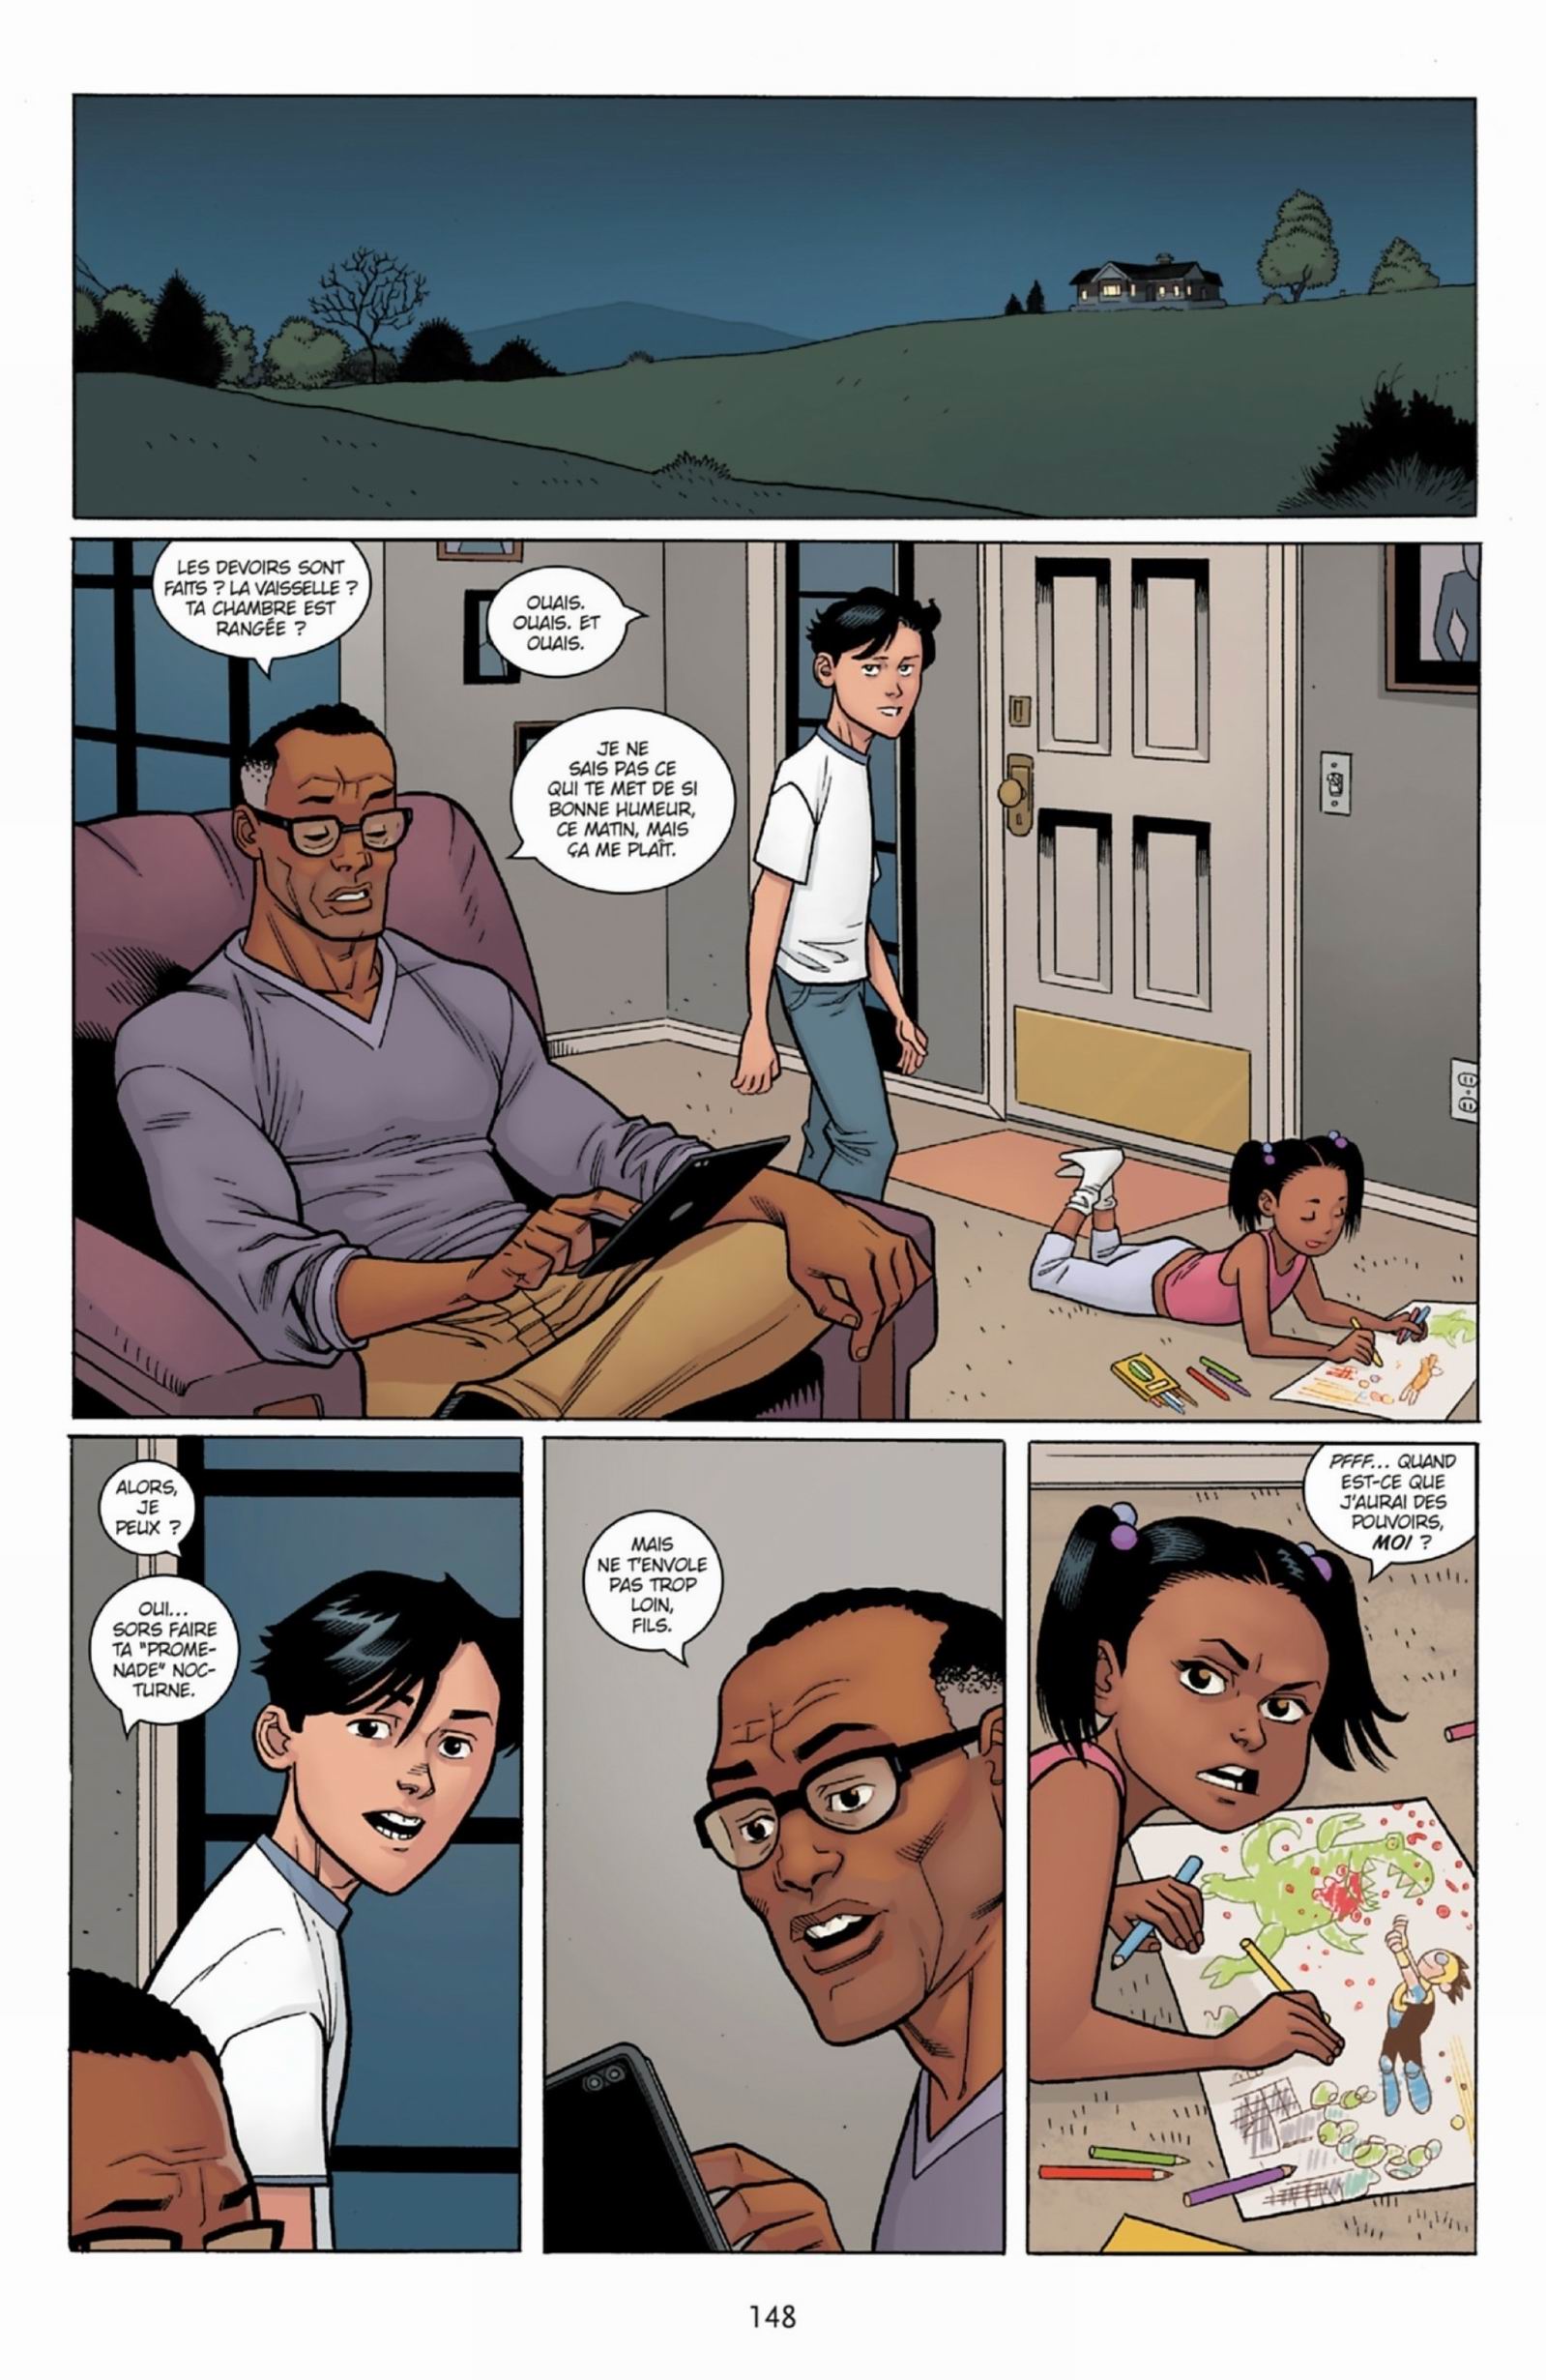 LES DEVOIRS SONT
FAITS ? LA VAISSELLE ?
TA CHAMBRE EST
RANGÉE ?
OUAIS.
OUAIS. ET
OUAIS.
JE NE
SAIS PAS CE
QUI TE MET DE SI
BONNE HUMEUR,
CE MATIN, MAIS
ÇA ME PLAÎT.
ALORS,
JE
PEUX ?
OUI...
SORS FAIRE
TA "PROME-
NADE" NOC-
TURNE.
MAIS
NE T'ENVOLE
PAS TROP
LOIN,
FILS.
PFFF... QUAND
EST-CE QUE
J'AURAI DES
POUVOIRS,
MOI ?
148